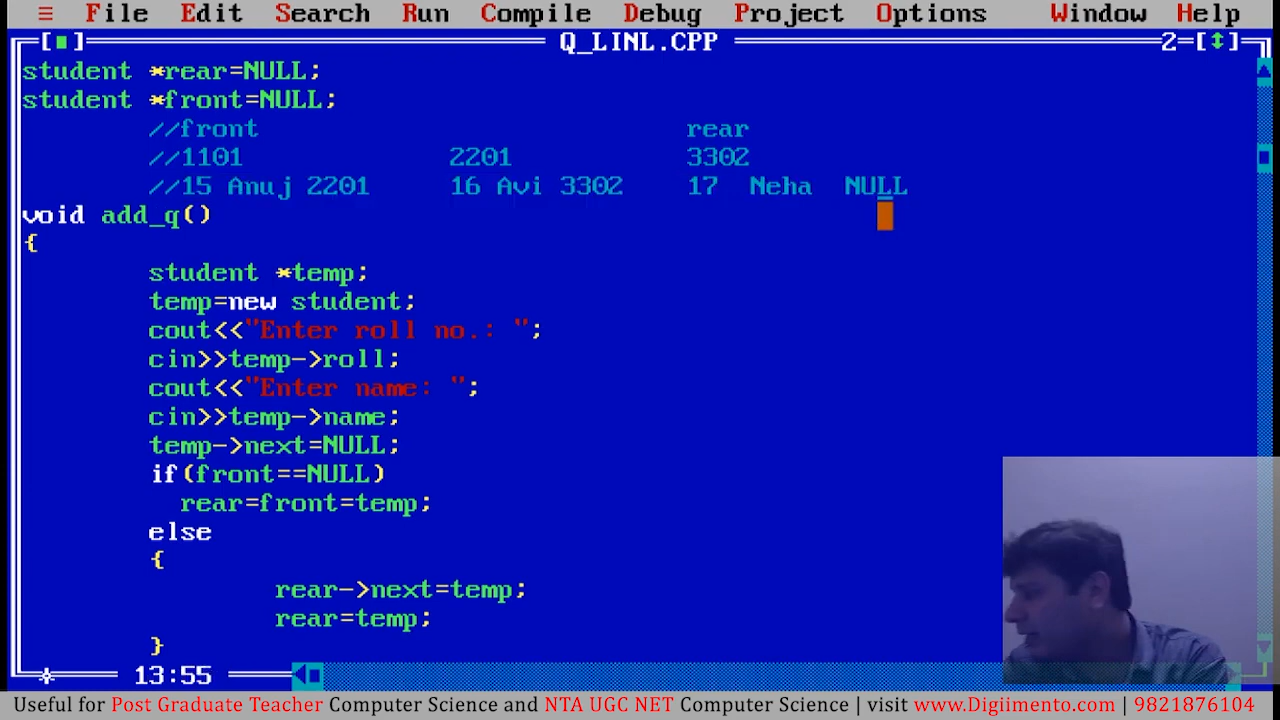 ≡ File Edit Search Run Compile Debug Project Options Window Help
[■] Q_LINL.CPP 2=[↕]
student *rear=NULL;
student *front=NULL;
//front rear
//1101 2201 3302
//15 Anuj 2201 16 Avi 3302 17 Neha NULL
void add_q()
{
student *temp;
temp=new student;
cout<<"Enter roll no.: ";
cin>>temp->roll;
cout<<"Enter name: ";
cin>>temp->name;
temp->next=NULL;
if(front==NULL)
rear=front=temp;
else
{
rear->next=temp;
rear=temp;
}
13:55
Useful for Post Graduate Teacher Computer Science and NTA UGC NET Computer Science | visit www.Digiimento.com | 9821876104